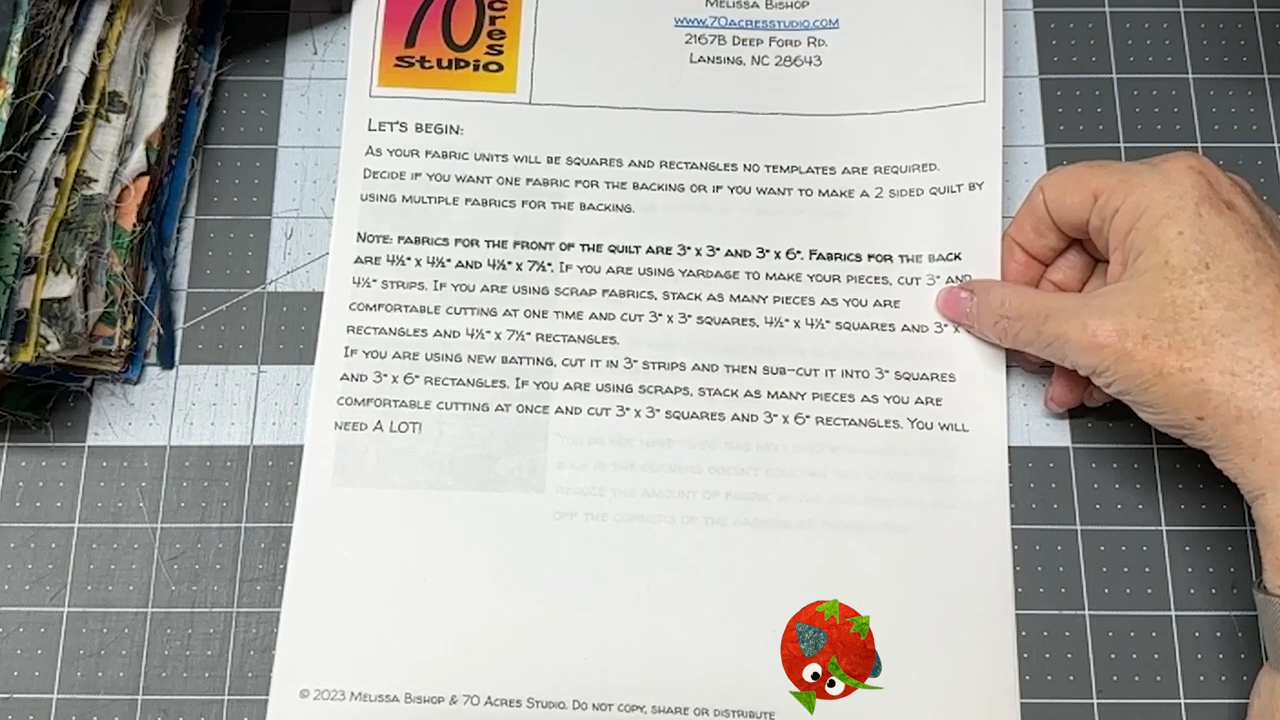 70
acres
STUDIO
MELISSA BISHOP
WWW.70ACRESSTUDIO.COM
2167B DEEP FORD RD.
LANSING, NC 28643
LET'S BEGIN:
AS YOUR FABRIC UNITS WILL BE SQUARES AND RECTANGLES NO TEMPLATES ARE REQUIRED.
DECIDE IF YOU WANT ONE FABRIC FOR THE BACKING OR IF YOU WANT TO MAKE A 2 SIDED QUILT BY
USING MULTIPLE FABRICS FOR THE BACKING.
NOTE: FABRICS FOR THE FRONT OF THE QUILT ARE 3" X 3" AND 3" X 6". FABRICS FOR THE BACK
ARE 4½" X 4½" AND 4½" X 7½". IF YOU ARE USING YARDAGE TO MAKE YOUR PIECES, CUT 3" AND
4½" STRIPS. IF YOU ARE USING SCRAP FABRICS, STACK AS MANY PIECES AS YOU ARE
COMFORTABLE CUTTING AT ONE TIME AND CUT 3" X 3" SQUARES, 4½" X 4½" SQUARES AND 3" X
RECTANGLES AND 4½" X 7½" RECTANGLES.
IF YOU ARE USING NEW BATTING, CUT IT IN 3" STRIPS AND THEN SUB-CUT IT INTO 3" SQUARES
AND 3" X 6" RECTANGLES. IF YOU ARE USING SCRAPS, STACK AS MANY PIECES AS YOU ARE
COMFORTABLE CUTTING AT ONCE AND CUT 3" X 3" SQUARES AND 3" X 6" RECTANGLES. YOU WILL
NEED A LOT!
© 2023 MELISSA BISHOP & 70 ACRES STUDIO. DO NOT COPY, SHARE OR DISTRIBUTE